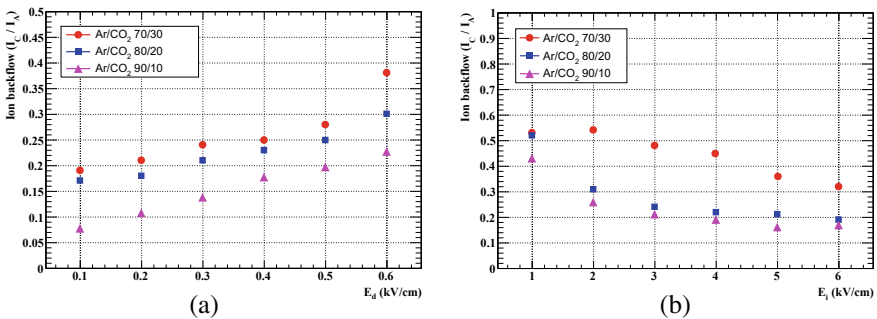 Ion backflow (I_C / I_A)
0.5
0.45
0.4
0.35
0.3
0.25
0.2
0.15
0.1
0.05
0
Ar/CO₂ 70/30
Ar/CO₂ 80/20
Ar/CO₂ 90/10
0.1 0.2 0.3 0.4 0.5 0.6
E_d (kV/cm)
(a)
Ion backflow (I_C / I_A)
1
0.9
0.8
0.7
0.6
0.5
0.4
0.3
0.2
0.1
0
Ar/CO₂ 70/30
Ar/CO₂ 80/20
Ar/CO₂ 90/10
1 2 3 4 5 6
E_i (kV/cm)
(b)